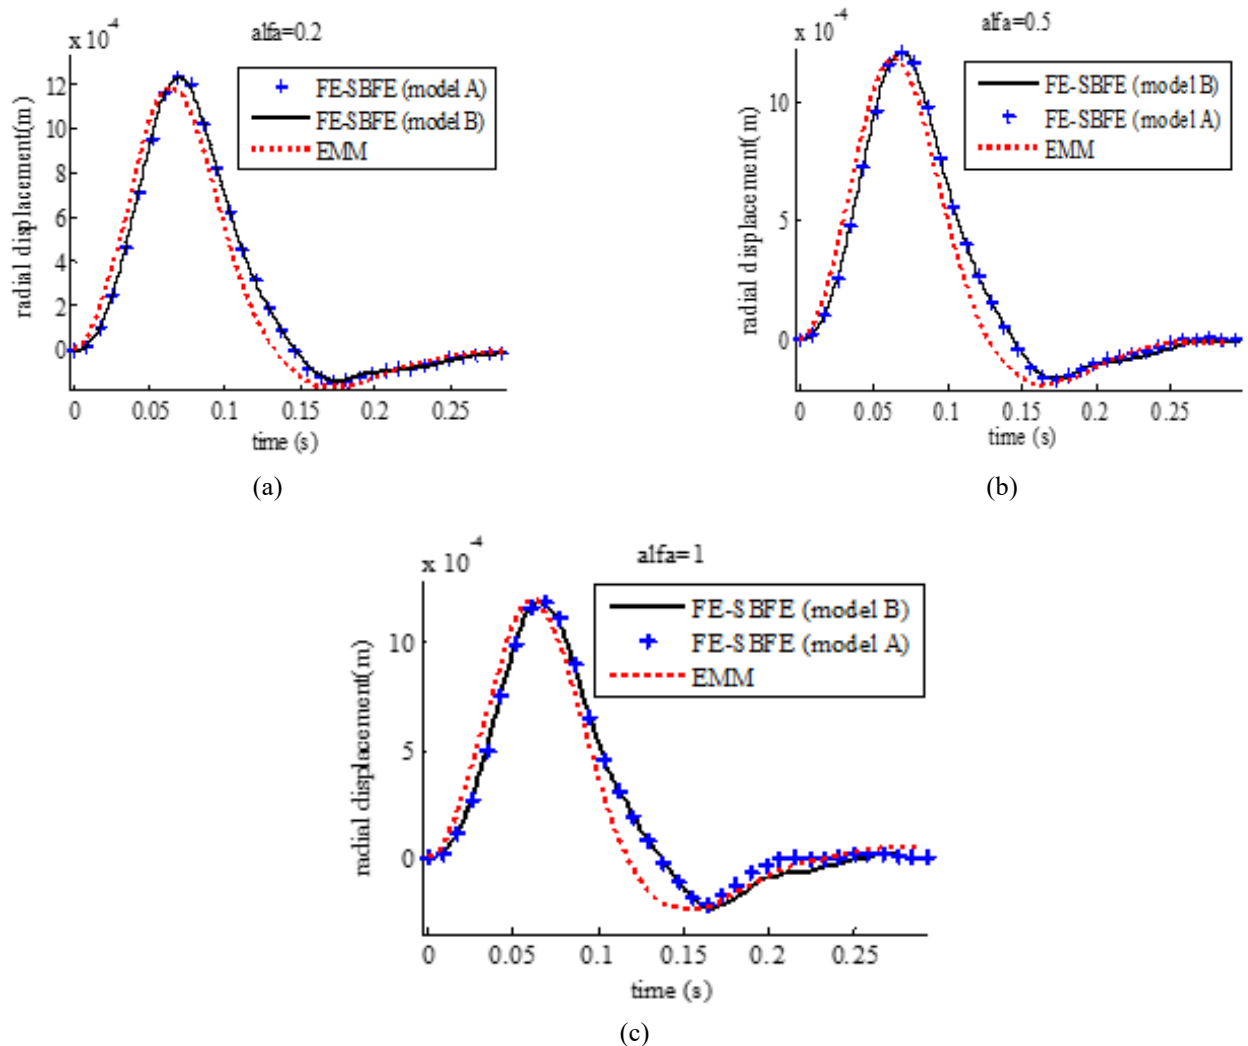 x 10^-4
alfa=0.2
FE-SBFE (model A)
FE-SBFE (model B)
EMM
12
10
8
6
4
2
0
radial displacement(m)
0 0.05 0.1 0.15 0.2 0.25
time (s)
(a)
x 10^-4
alfa=0.5
FE-SBFE (model B)
FE-SBFE (model A)
EMM
10
5
0
radial displacement(m)
0 0.05 0.1 0.15 0.2 0.25
time (s)
(b)
x 10^-4
alfa=1
FE-SBFE (model B)
FE-SBFE (model A)
EMM
10
5
0
radial displacement(m)
0 0.05 0.1 0.15 0.2 0.25
time (s)
(c)